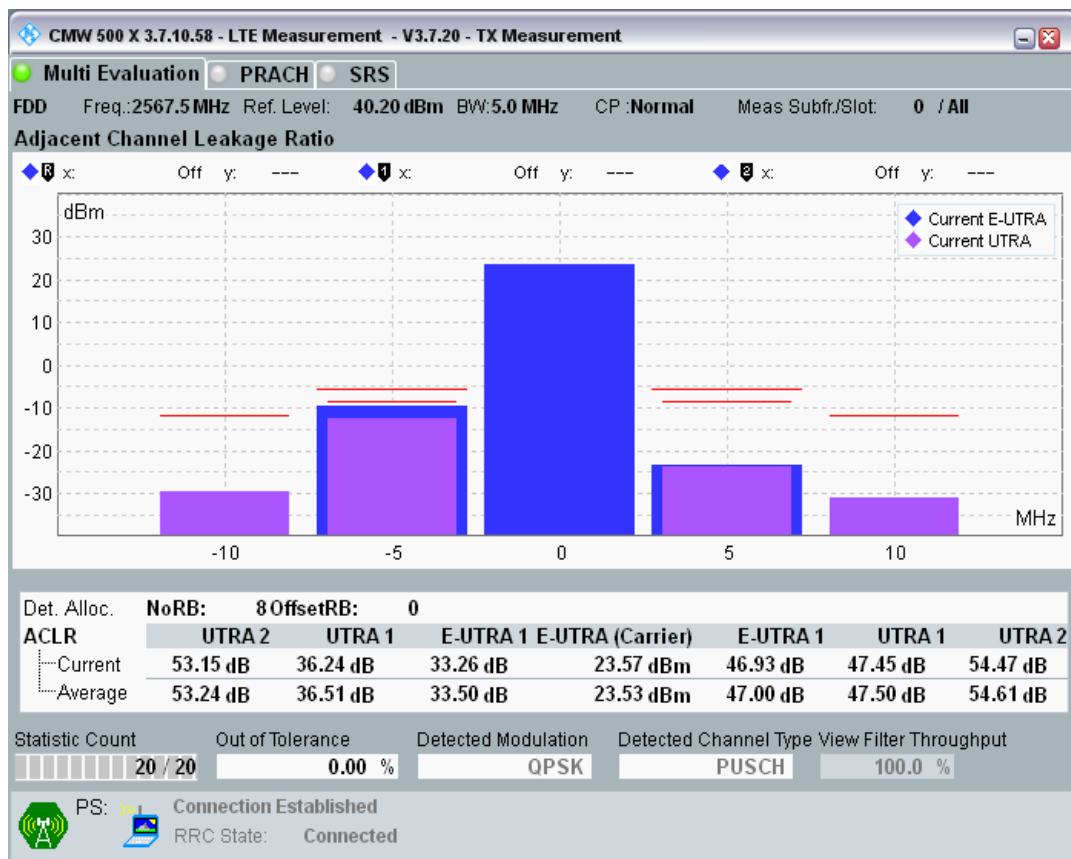 CMW 500 X 3.7.10.58 - LTE Measurement - V3.7.20 - TX Measurement
Multi Evaluation PRACH SRS
FDD Freq.:2567.5 MHz Ref. Level: 40.20 dBm BW:5.0 MHz CP :Normal Meas Subfr./Slot: 0 / All
Adjacent Channel Leakage Ratio
R x: Off y: --- 1 x: Off y: --- 2 x: Off y: ---
dBm
Current E-UTRA
Current UTRA
30
20
10
0
-10
-20
-30
MHz
-10 -5 0 5 10
Det. Alloc. NoRB: 8 OffsetRB: 0
ACLR UTRA 2 UTRA 1 E-UTRA 1 E-UTRA (Carrier) E-UTRA 1 UTRA 1 UTRA 2
Current 53.15 dB 36.24 dB 33.26 dB 23.57 dBm 46.93 dB 47.45 dB 54.47 dB
Average 53.24 dB 36.51 dB 33.50 dB 23.53 dBm 47.00 dB 47.50 dB 54.61 dB
Statistic Count Out of Tolerance Detected Modulation Detected Channel Type View Filter Throughput
20 / 20 0.00 % QPSK PUSCH 100.0 %
PS: Connection Established
RRC State: Connected